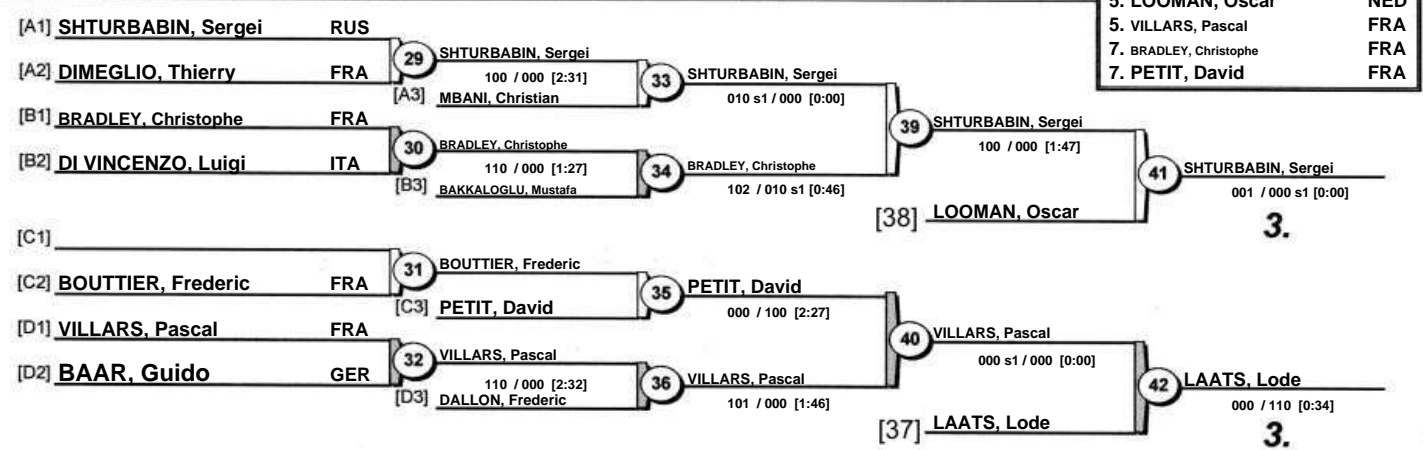 5. LOOMAN, Oscar NED
5. VILLARS, Pascal FRA
7. BRADLEY, Christophe FRA
7. PETIT, David FRA
[A1] SHTURBABIN, Sergei RUS
[A2] DIMEGLIO, Thierry FRA
29
SHTURBABIN, Sergei
100 / 000 [2:31]
[A3] MBANI, Christian
33
SHTURBABIN, Sergei
010 s1 / 000 [0:00]
[B1] BRADLEY, Christophe FRA
[B2] DI VINCENZO, Luigi ITA
30
BRADLEY, Christophe
110 / 000 [1:27]
[B3] BAKKALOGLU, Mustafa
34
BRADLEY, Christophe
102 / 010 s1 [0:46]
39
SHTURBABIN, Sergei
100 / 000 [1:47]
[38] LOOMAN, Oscar
41
SHTURBABIN, Sergei
001 / 000 s1 [0:00]
3.
[C1]
[C2] BOUTTIER, Frederic FRA
31
BOUTTIER, Frederic
[C3] PETIT, David
35
PETIT, David
000 / 100 [2:27]
[D1] VILLARS, Pascal FRA
[D2] BAAR, Guido GER
32
VILLARS, Pascal
110 / 000 [2:32]
[D3] DALLON, Frederic
36
VILLARS, Pascal
101 / 000 [1:46]
40
VILLARS, Pascal
000 s1 / 000 [0:00]
[37] LAATS, Lode
42
LAATS, Lode
000 / 110 [0:34]
3.